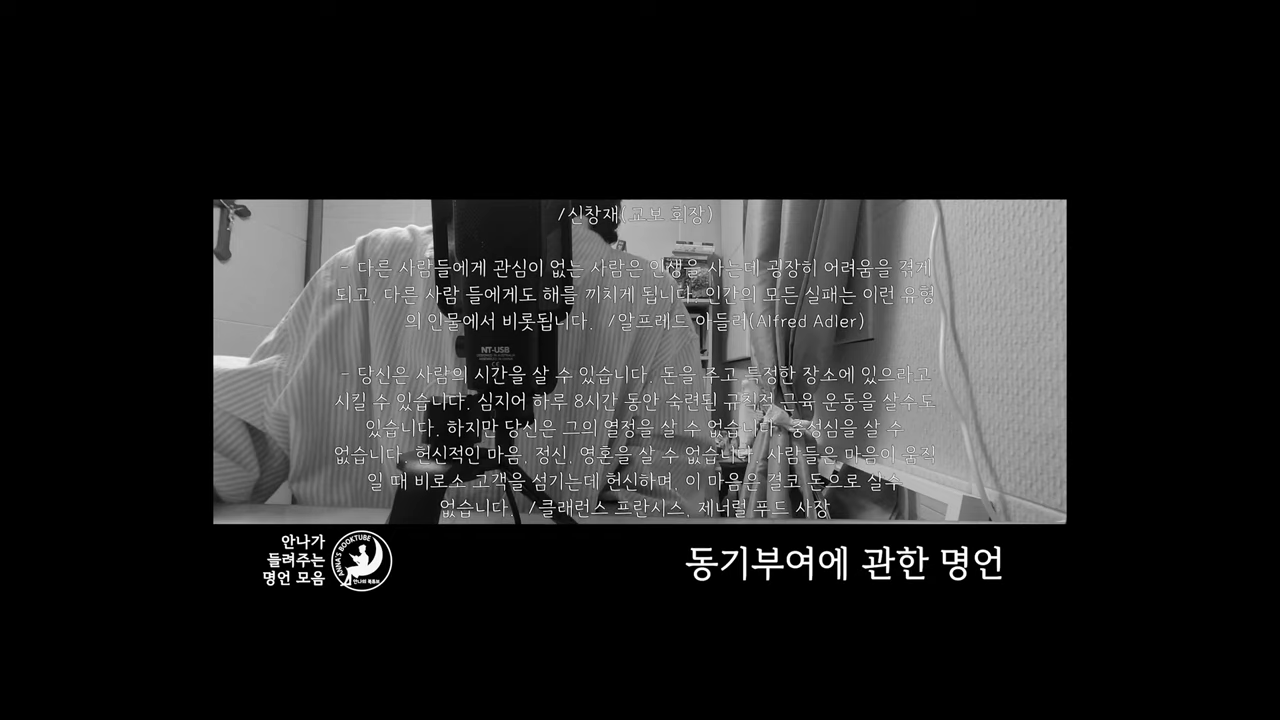 /신창재(교보 회장)
- 다른 사람들에게 관심이 없는 사람은 인생을 사는데 굉장히 어려움을 겪게
되고, 다른 사람 들에게도 해를 끼치게 됩니다. 인간의 모든 실패는 이런 유형
의 인물에서 비롯됩니다. /알프레드 아들러(Alfred Adler)
NT-USB
- 당신은 사람의 시간을 살 수 있습니다. 돈을 주고 특정한 장소에 있으라고
시킬 수 있습니다. 심지어 하루 8시간 동안 숙련된 규칙적 근육 운동을 살수도
있습니다. 하지만 당신은 그의 열정을 살 수 없습니다. 충성심을 살 수
없습니다. 헌신적인 마음, 정신, 영혼을 살 수 없습니다. 사람들은 마음이 움직
일 때 비로소 고객을 섬기는데 헌신하며, 이 마음은 결코 돈으로 살수
없습니다. /클래런스 프란시스, 제너럴 푸드 사장
안나가
들려주는
명언 모음
ANNA'S BOOKTUBE
안나의 북튜브
동기부여에 관한 명언